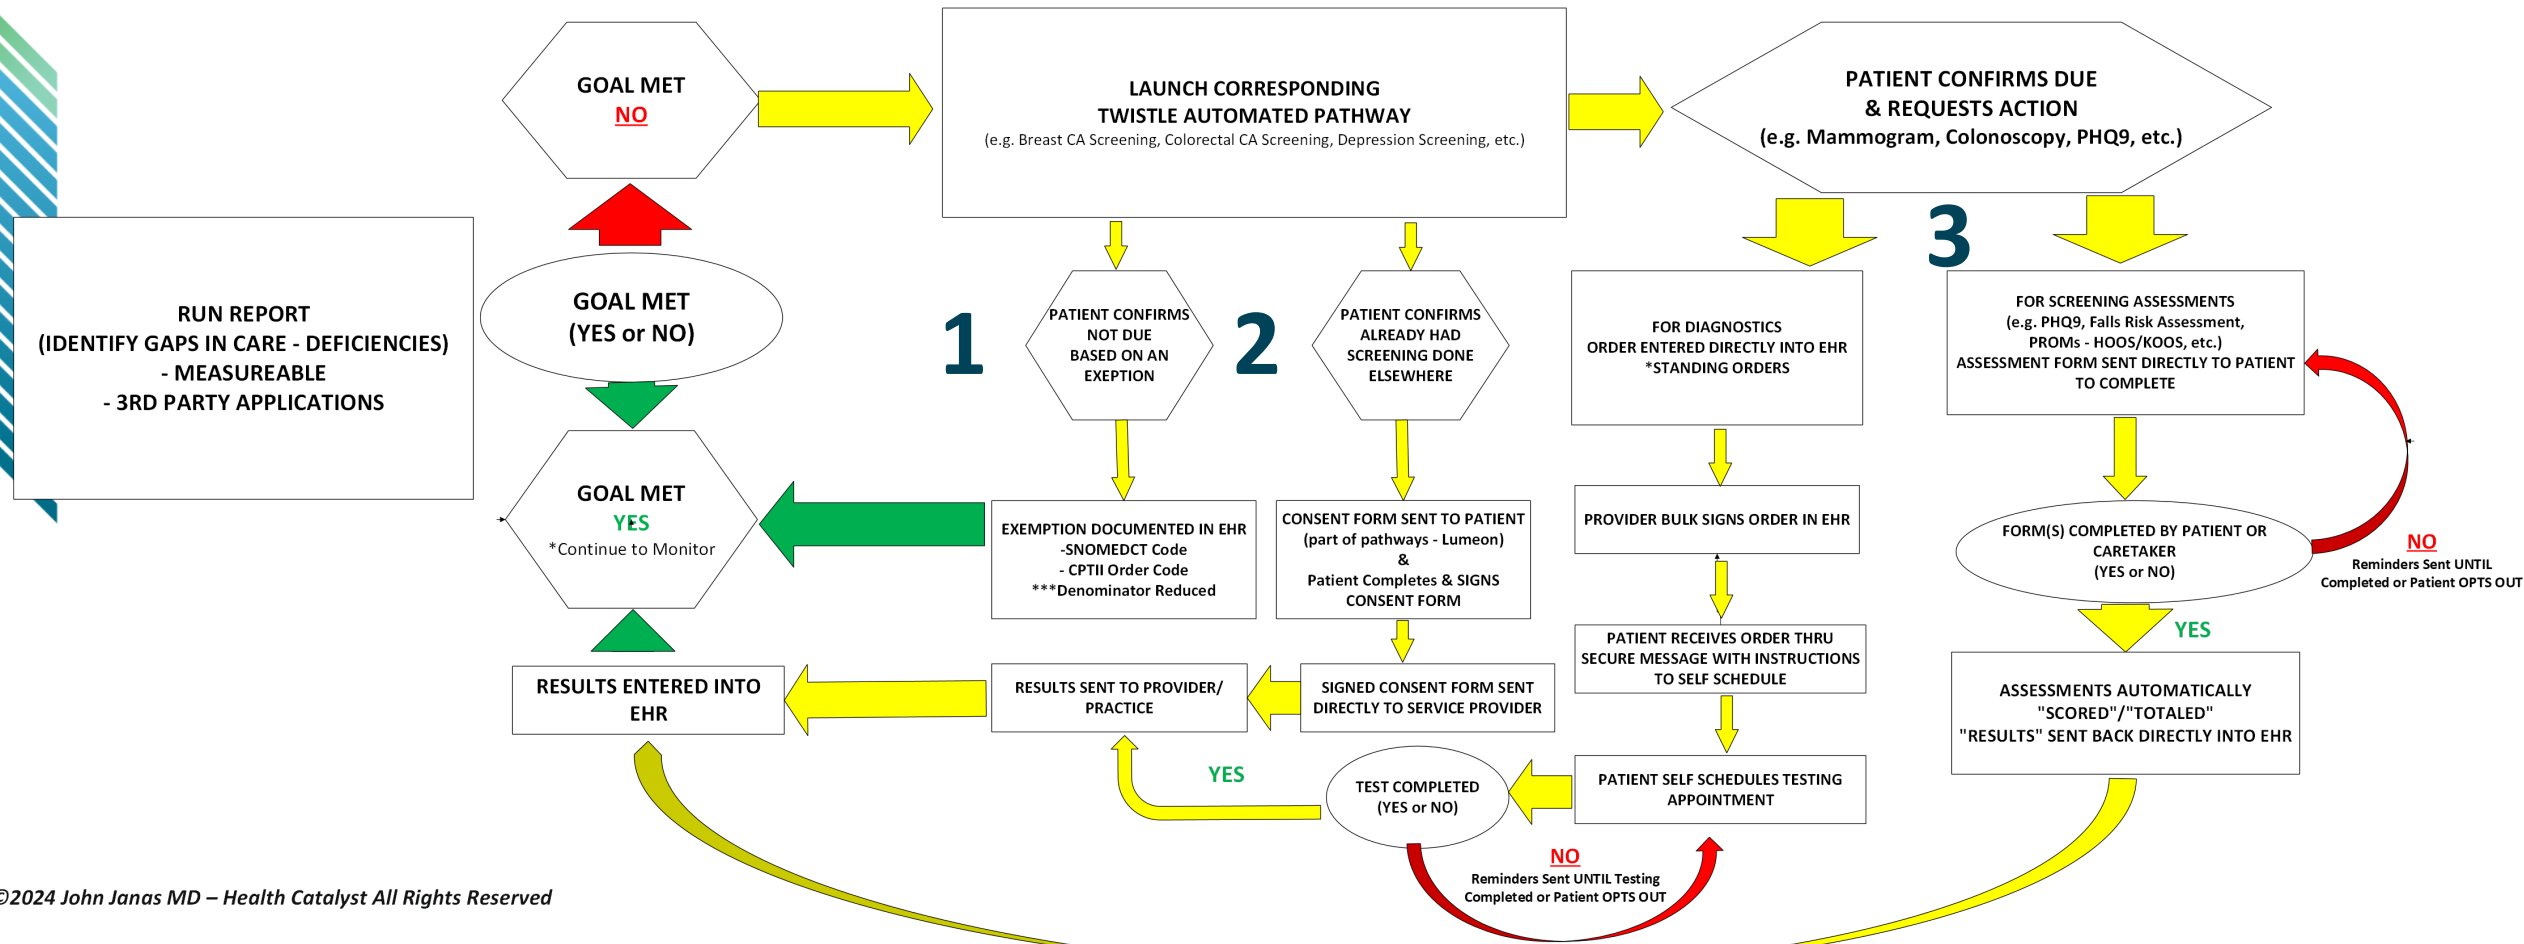 GOAL MET
NO
LAUNCH CORRESPONDING
TWISTLE AUTOMATED PATHWAY
(e.g. Breast CA Screening, Colorectal CA Screening, Depression Screening, etc.)
PATIENT CONFIRMS DUE
& REQUESTS ACTION
(e.g. Mammogram, Colonoscopy, PHQ9, etc.)
RUN REPORT
(IDENTIFY GAPS IN CARE - DEFICIENCIES)
- MEASUREABLE
- 3RD PARTY APPLICATIONS
GOAL MET
(YES or NO)
GOAL MET
YES
*Continue to Monitor
1
PATIENT CONFIRMS
NOT DUE
BASED ON AN
EXEPTION
2
PATIENT CONFIRMS
ALREADY HAD
SCREENING DONE
ELSEWHERE
3
FOR DIAGNOSTICS
ORDER ENTERED DIRECTLY INTO EHR
*STANDING ORDERS
FOR SCREENING ASSESSMENTS
(e.g. PHQ9, Falls Risk Assessment,
PROMs - HOOS/KOOS, etc.)
ASSESSMENT FORM SENT DIRECTLY TO PATIENT
TO COMPLETE
EXEMPTION DOCUMENTED IN EHR
-SNOMEDCT Code
- CPTII Order Code
***Denominator Reduced
CONSENT FORM SENT TO PATIENT
(part of pathways - Lumeon)
&
Patient Completes & SIGNS
CONSENT FORM
PROVIDER BULK SIGNS ORDER IN EHR
FORM(S) COMPLETED BY PATIENT OR
CARETAKER
(YES or NO)
NO
Reminders Sent UNTIL
Completed or Patient OPTS OUT
YES
PATIENT RECEIVES ORDER THRU
SECURE MESSAGE WITH INSTRUCTIONS
TO SELF SCHEDULE
RESULTS ENTERED INTO
EHR
RESULTS SENT TO PROVIDER/
PRACTICE
SIGNED CONSENT FORM SENT
DIRECTLY TO SERVICE PROVIDER
ASSESSMENTS AUTOMATICALLY
"SCORED"/"TOTALED"
"RESULTS" SENT BACK DIRECTLY INTO EHR
YES
TEST COMPLETED
(YES or NO)
PATIENT SELF SCHEDULES TESTING
APPOINTMENT
NO
Reminders Sent UNTIL Testing
Completed or Patient OPTS OUT
©2024 John Janas MD – Health Catalyst All Rights Reserved